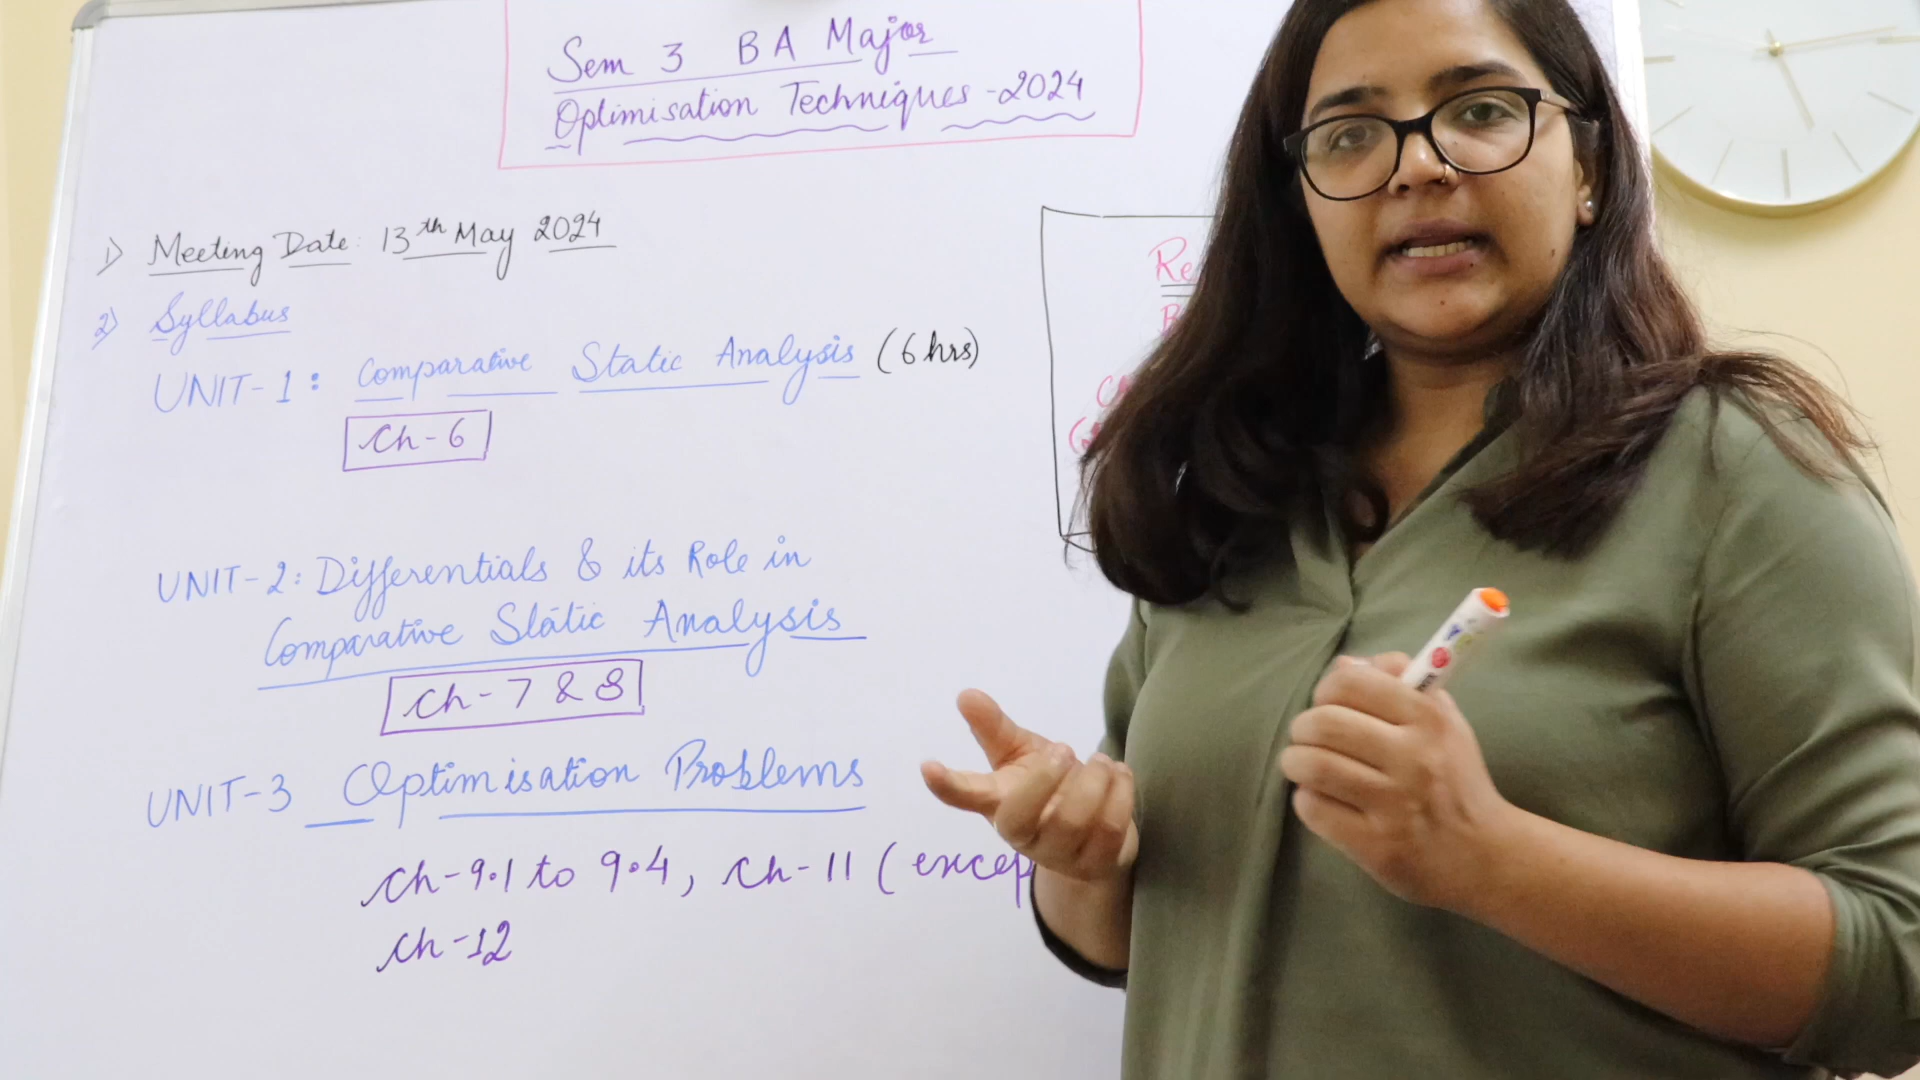 Sem 3 BA Major
Optimisation Techniques - 2024
1) Meeting Date: 13th May 2024
2) Syllabus
UNIT-1: Comparative Static Analysis (6 hrs)
Ch-6
UNIT-2: Differentials & its Role in
Comparative Static Analysis
Ch-7 & 8
UNIT-3 Optimisation Problems
Ch-9.1 to 9.4, Ch-11 (
Ch-12